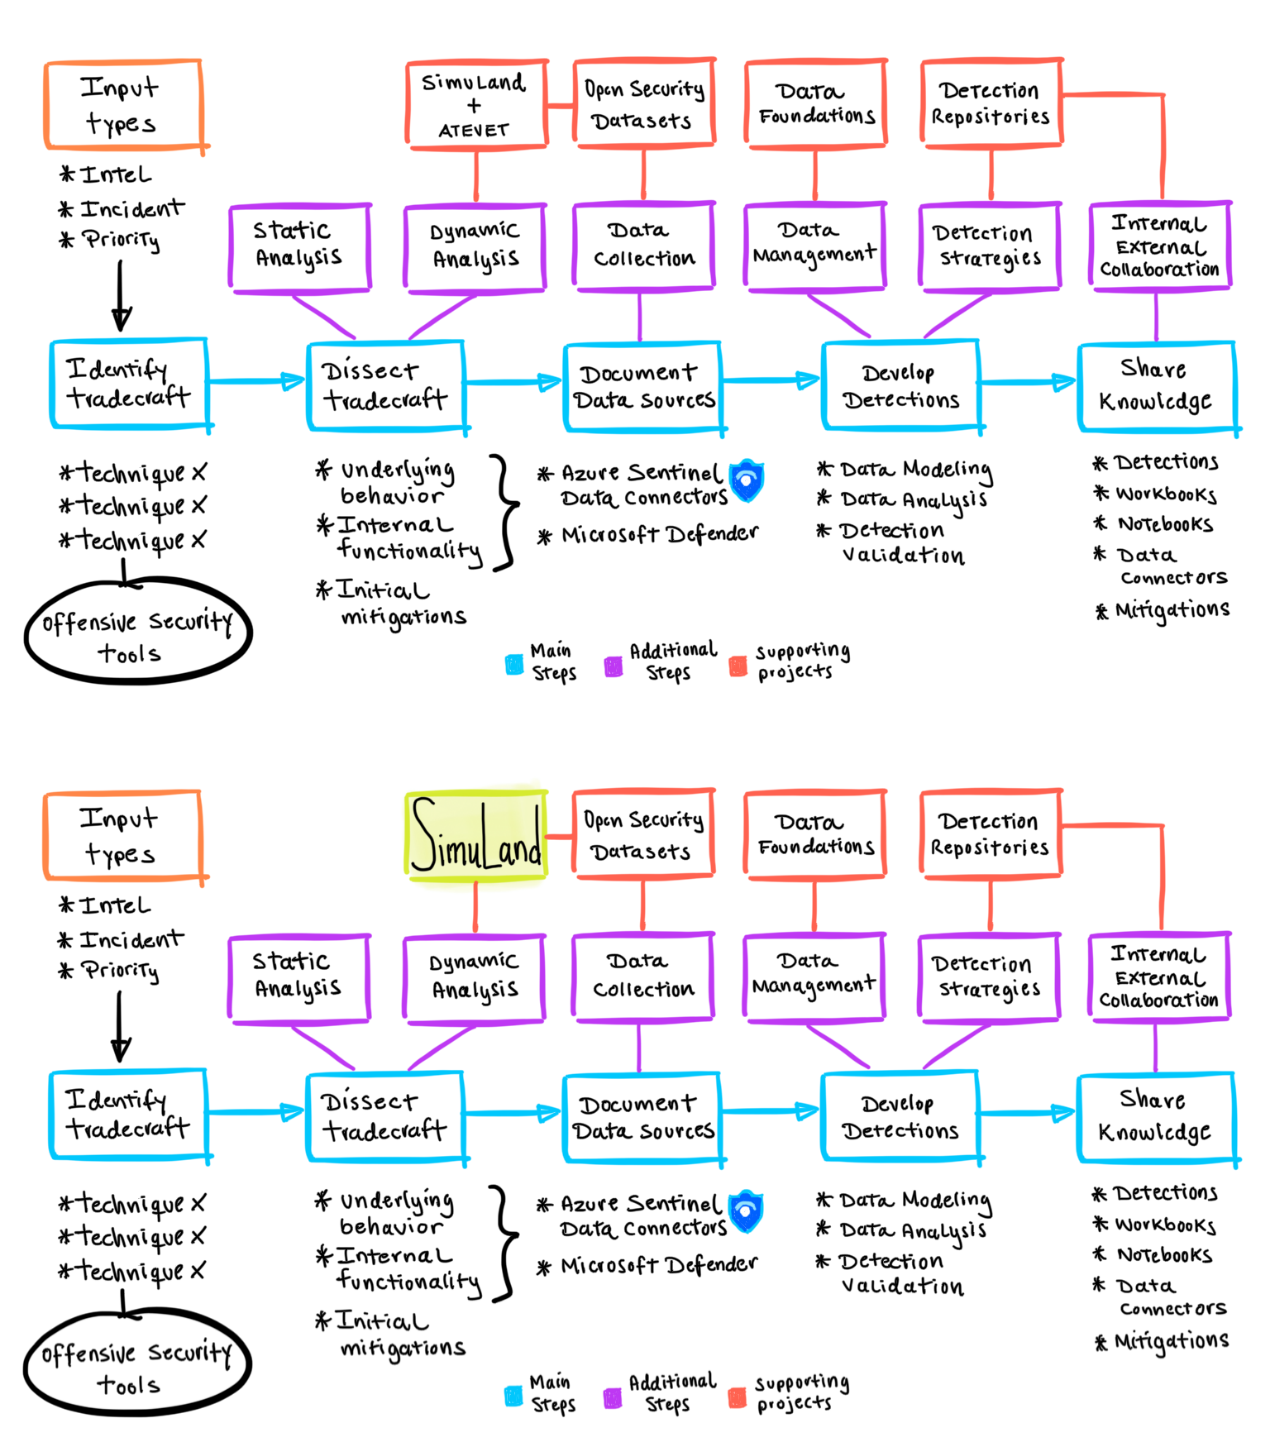 Input
types
* Intel
* Incident
* Priority
SimuLand
+
ATEVET
Open Security
Datasets
Data
Foundations
Detection
Repositories
Static
Analysis
Dynamic
Analysis
Data
Collection
Data
Management
Detection
Strategies
Internal
External
Collaboration
Identify
tradecraft
Dissect
tradecraft
Document
Data sources
Develop
Detections
Share
Knowledge
* Technique X
* Technique X
* Technique X
offensive security
tools
* underlying
behavior
* Internal
functionality
* Initial
mitigations
* Azure Sentinel
Data Connectors
* Microsoft Defender
* Data Modeling
* Data Analysis
* Detection
validation
* Detections
* Workbooks
* Notebooks
* Data
Connectors
* Mitigations
Main
Steps
Additional
Steps
supporting
projects
Input
types
* Intel
* Incident
* Priority
SimuLand
Open Security
Datasets
Data
Foundations
Detection
Repositories
Static
Analysis
Dynamic
Analysis
Data
Collection
Data
Management
Detection
Strategies
Internal
External
Collaboration
Identify
tradecraft
Dissect
tradecraft
Document
Data sources
Develop
Detections
Share
Knowledge
* Technique X
* Technique X
* Technique X
offensive security
tools
* underlying
behavior
* Internal
functionality
* Initial
mitigations
* Azure Sentinel
Data Connectors
* Microsoft Defender
* Data Modeling
* Data Analysis
* Detection
validation
* Detections
* Workbooks
* Notebooks
* Data
Connectors
* Mitigations
Main
Steps
Additional
Steps
supporting
projects